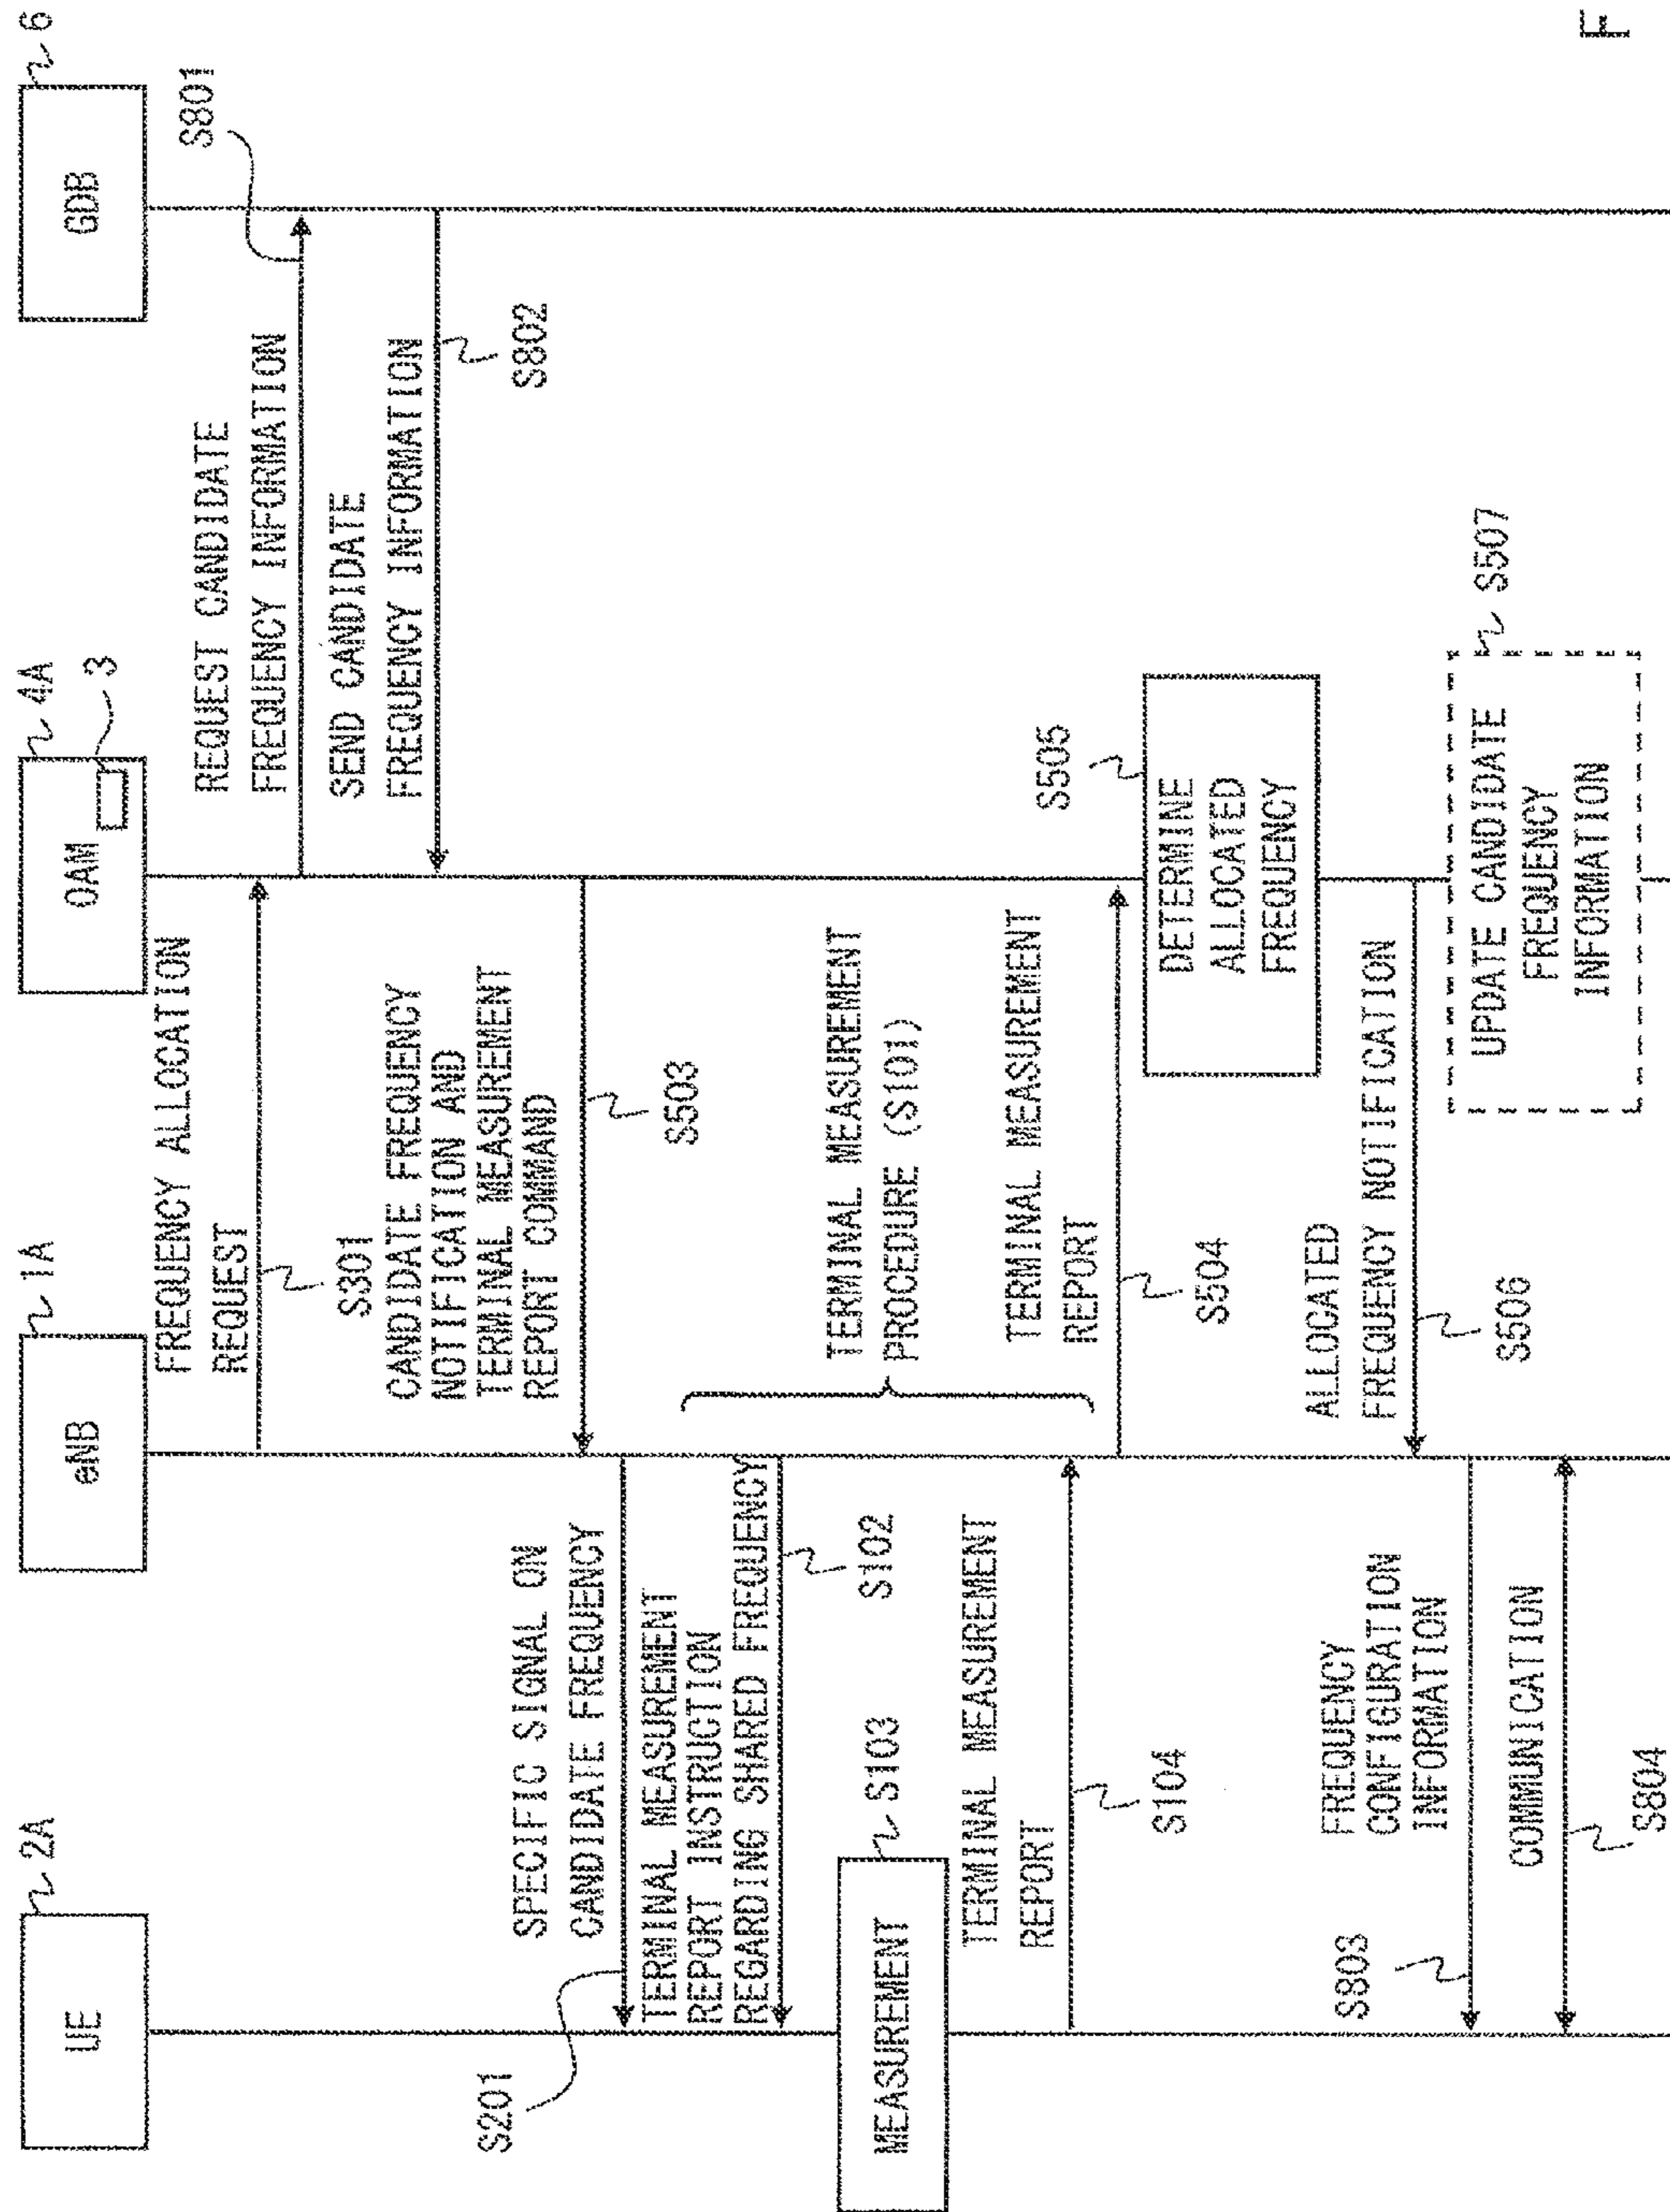 UE
2A
eNB
1A
OAM
4A
3
GDB
6
FREQUENCY ALLOCATION
REQUEST
S301
REQUEST CANDIDATE
FREQUENCY INFORMATION
S801
SEND CANDIDATE
FREQUENCY INFORMATION
S802
CANDIDATE FREQUENCY
NOTIFICATION AND
TERMINAL MEASUREMENT
REPORT COMMAND
S503
SPECIFIC SIGNAL ON
CANDIDATE FREQUENCY
S201
TERMINAL MEASUREMENT
REPORT INSTRUCTION
REGARDING SHARED FREQUENCY
S102
TERMINAL MEASUREMENT
PROCEDURE (S101)
MEASUREMENT
S103
TERMINAL MEASUREMENT
REPORT
S104
TERMINAL MEASUREMENT
REPORT
S504
DETERMINE
ALLOCATED
FREQUENCY
S505
ALLOCATED
FREQUENCY NOTIFICATION
S506
FREQUENCY
CONFIGURATION
INFORMATION
S803
UPDATE CANDIDATE
FREQUENCY
INFORMATION
S507
COMMUNICATION
S804